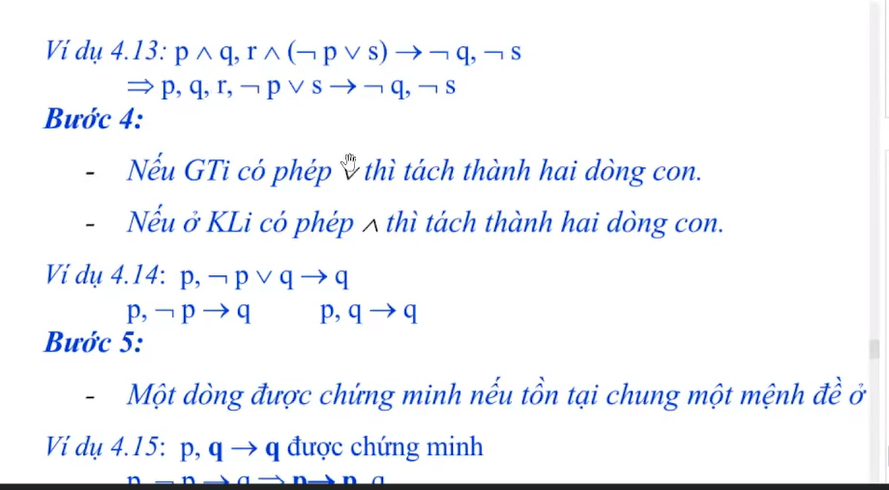 Ví dụ 4.13: p ∧ q, r ∧ (¬ p ∨ s) → ¬ q, ¬ s
⇒ p, q, r, ¬ p ∨ s → ¬ q, ¬ s
Bước 4:
- Nếu GTi có phép ∨ thì tách thành hai dòng con.
- Nếu ở KLi có phép ∧ thì tách thành hai dòng con.
Ví dụ 4.14: p, ¬ p ∨ q → q
p, ¬ p → q p, q → q
Bước 5:
- Một dòng được chứng minh nếu tồn tại chung một mệnh đề ở
Ví dụ 4.15: p, q → q được chứng minh
p, ¬ p → q ⇒ p → p, q